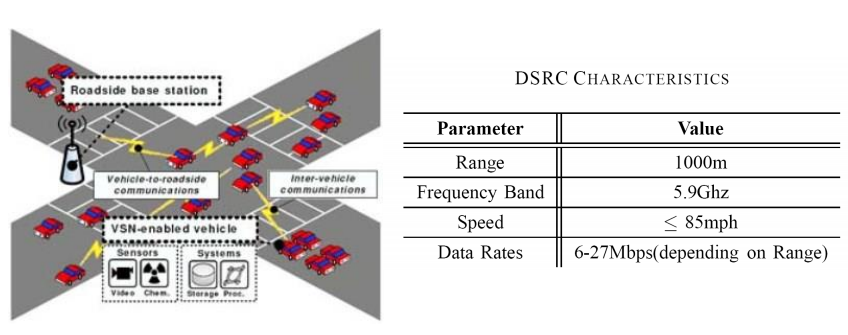 Roadside base station
Vehicle-to-roadside
communications
Inter-vehicle
communications
VSN-enabled vehicle
Sensors
Systems
Video Chem.
Storage Proc.
DSRC CHARACTERISTICS
Parameter Value
Range 1000m
Frequency Band 5.9Ghz
Speed ≤ 85mph
Data Rates 6-27Mbps(depending on Range)